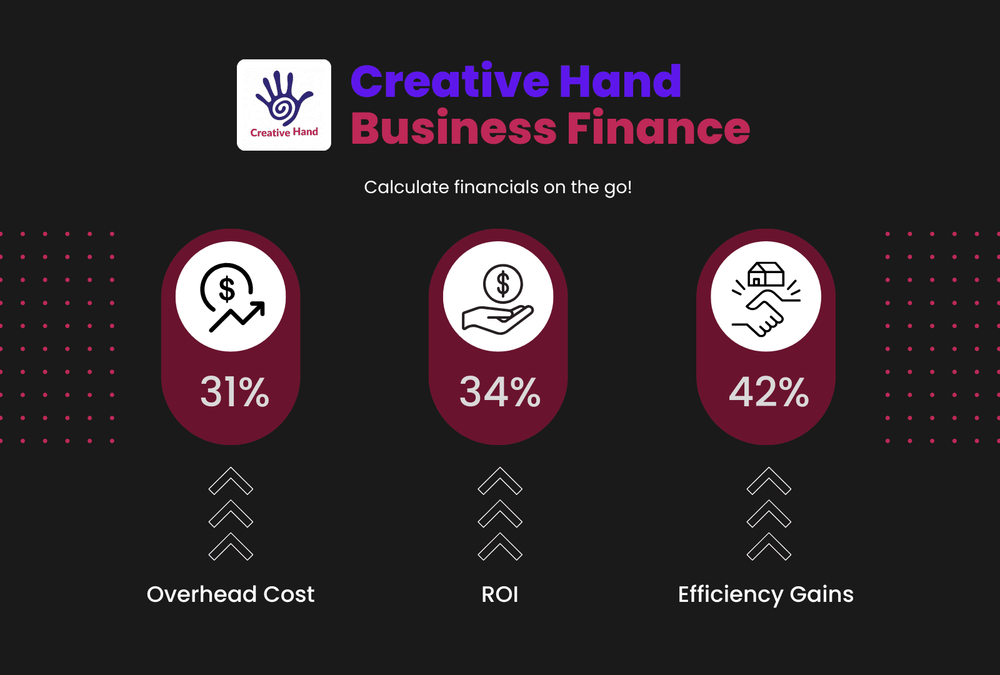 Creative Hand
Creative Hand
Business Finance
Calculate financials on the go!
$
$
31%
34%
42%
Overhead Cost
ROI
Efficiency Gains